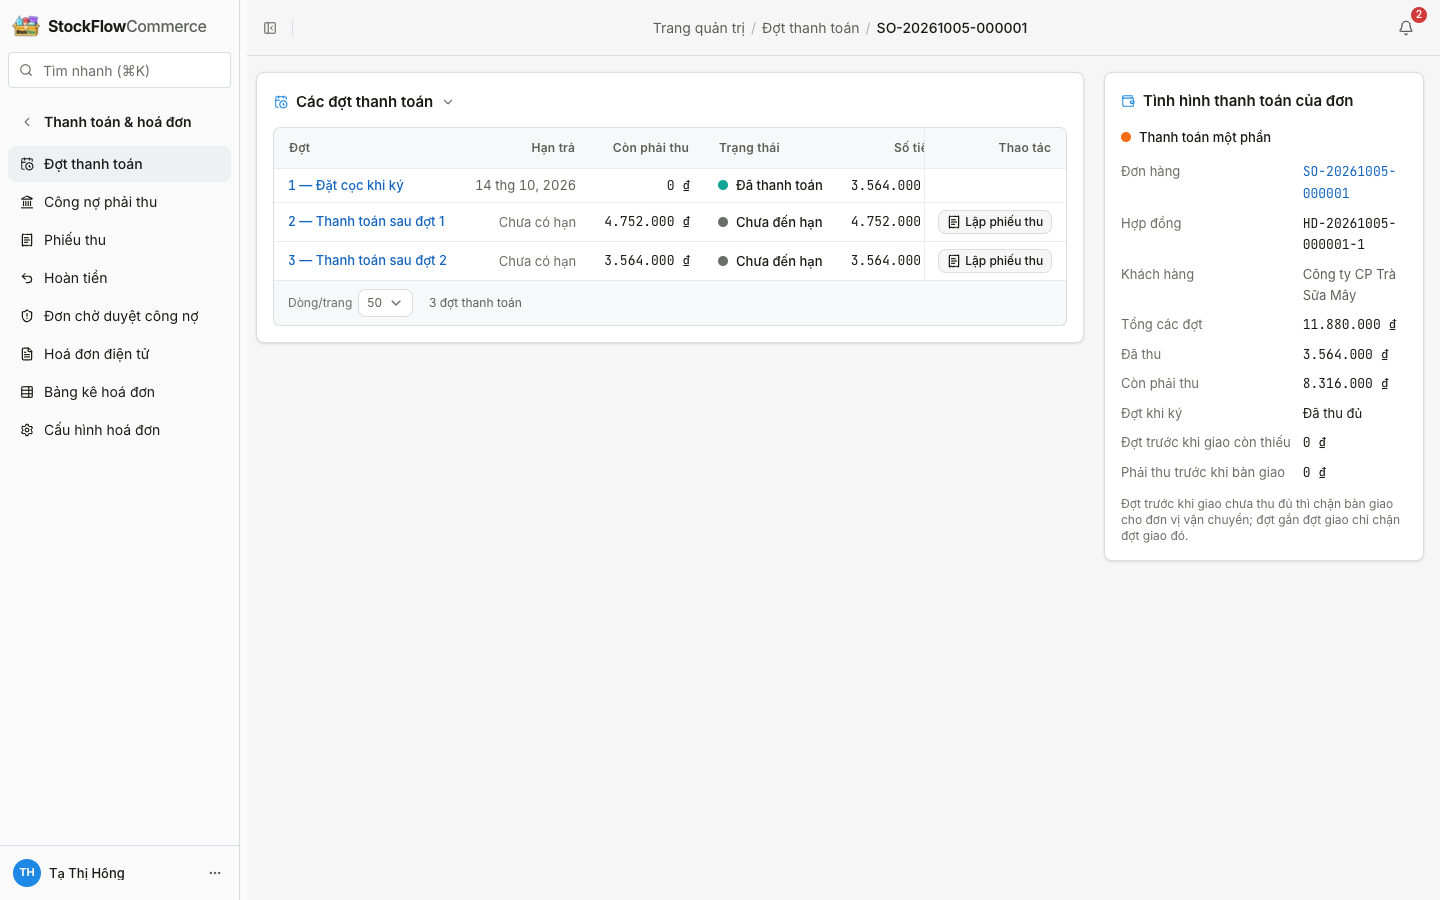 StockFlowCommerce
Tìm nhanh (⌘K)
Thanh toán & hoá đơn
Đợt thanh toán
Công nợ phải thu
Phiếu thu
Hoàn tiền
Đơn chờ duyệt công nợ
Hoá đơn điện tử
Bảng kê hoá đơn
Cấu hình hoá đơn
TH Tạ Thị Hồng
Trang quản trị / Đợt thanh toán / SO-20261005-000001
2
Các đợt thanh toán
Đợt Hạn trả Còn phải thu Trạng thái Số tiề Thao tác
1 — Đặt cọc khi ký 14 thg 10, 2026 0 ₫ Đã thanh toán 3.564.000
2 — Thanh toán sau đợt 1 Chưa có hạn 4.752.000 ₫ Chưa đến hạn 4.752.000 Lập phiếu thu
3 — Thanh toán sau đợt 2 Chưa có hạn 3.564.000 ₫ Chưa đến hạn 3.564.000 Lập phiếu thu
Dòng/trang 50 3 đợt thanh toán
Tình hình thanh toán của đơn
Thanh toán một phần
Đơn hàng SO-20261005-
000001
Hợp đồng HD-20261005-
000001-1
Khách hàng Công ty CP Trà
Sữa Mây
Tổng các đợt 11.880.000 ₫
Đã thu 3.564.000 ₫
Còn phải thu 8.316.000 ₫
Đợt khi ký Đã thu đủ
Đợt trước khi giao còn thiếu 0 ₫
Phải thu trước khi bàn giao 0 ₫
Đợt trước khi giao chưa thu đủ thì chặn bàn giao
cho đơn vị vận chuyển; đợt gắn đợt giao chỉ chặn
đợt giao đó.